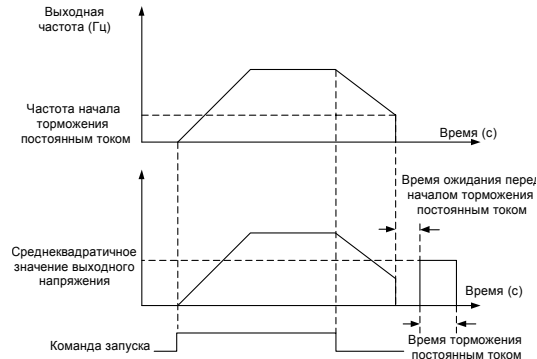 Выходная
частота (Гц)
Частота начала
торможения
постоянным током
Время (с)
Время ожидания перед
началом торможения
постоянным током
Среднеквадратичное
значение выходного
напряжения
Время (с)
Команда запуска
Время торможения
постоянным током